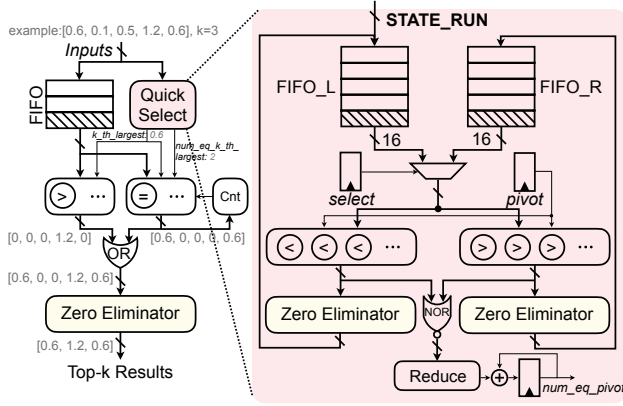 example:[0.6, 0.1, 0.5, 1.2, 0.6], k=3
Inputs
FIFO
Quick
Select
k_th_largest: 0.6
num_eq_k_th_
largest: 2
> ...
= ...
Cnt
[0, 0, 0, 1.2, 0]
[0.6, 0, 0, 0, 0.6]
OR
[0.6, 0, 0, 1.2, 0.6]
Zero Eliminator
[0.6, 1.2, 0.6]
Top-k Results
STATE_RUN
FIFO_L
FIFO_R
16
16
select
pivot
< < < ...
> > > ...
Zero Eliminator
NOR
Zero Eliminator
Reduce
+
num_eq_pivot